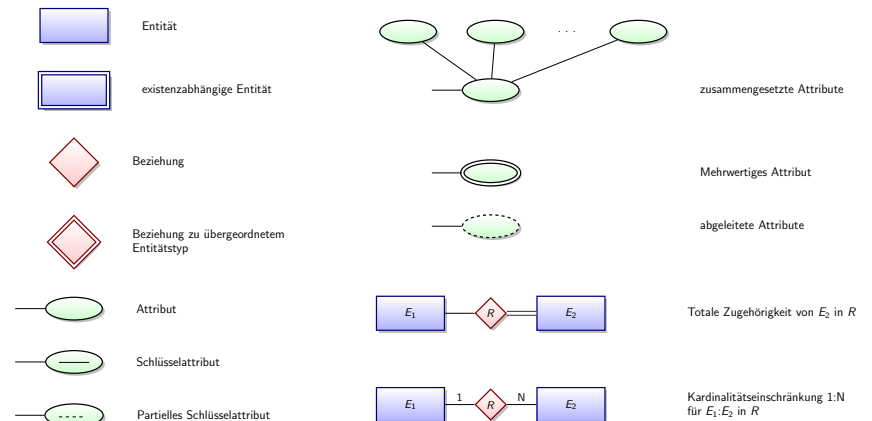 Entität
existenzabhängige Entität
Beziehung
Beziehung zu übergeordnetem
Entitätstyp
Attribut
Schlüsselattribut
Partielles Schlüsselattribut
. . .
zusammengesetzte Attribute
Mehrwertiges Attribut
abgeleitete Attribute
E₁ R E₂
Totale Zugehörigkeit von E₂ in R
E₁ 1 R N E₂
Kardinalitätseinschränkung 1:N
für E₁:E₂ in R